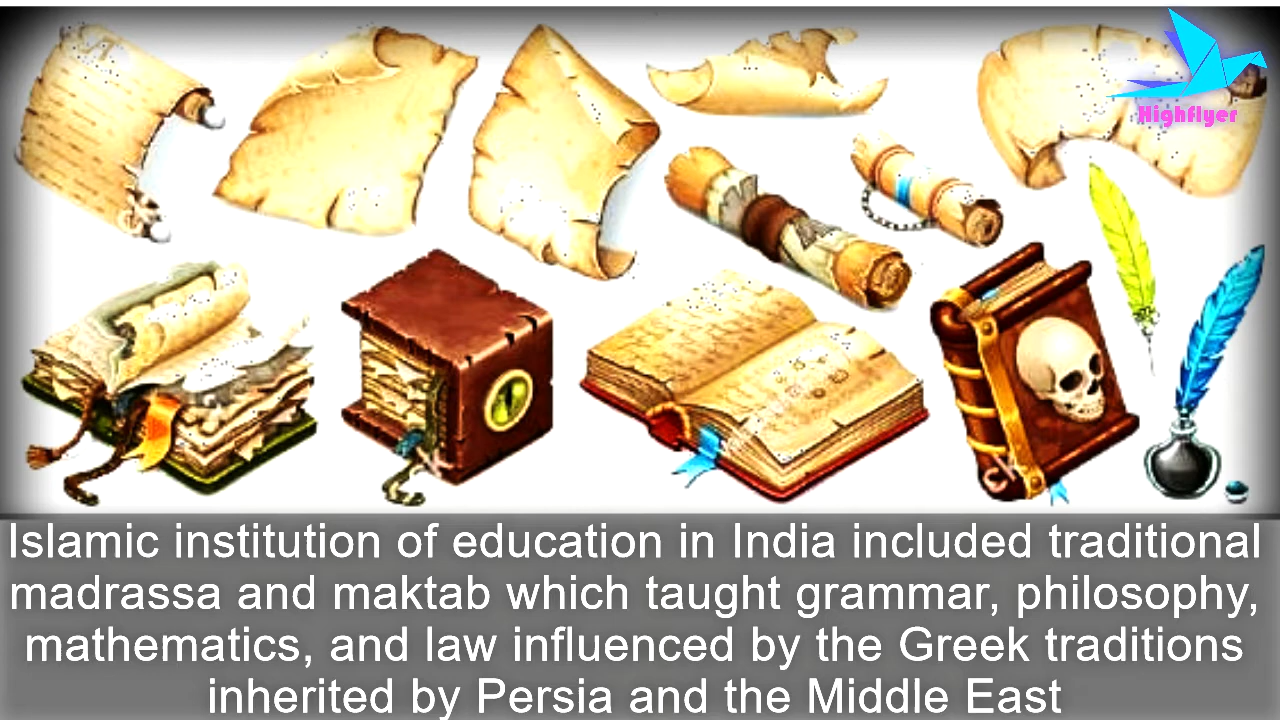 Highflyer
Islamic institution of education in India included traditional
madrassa and maktab which taught grammar, philosophy,
mathematics, and law influenced by the Greek traditions
inherited by Persia and the Middle East